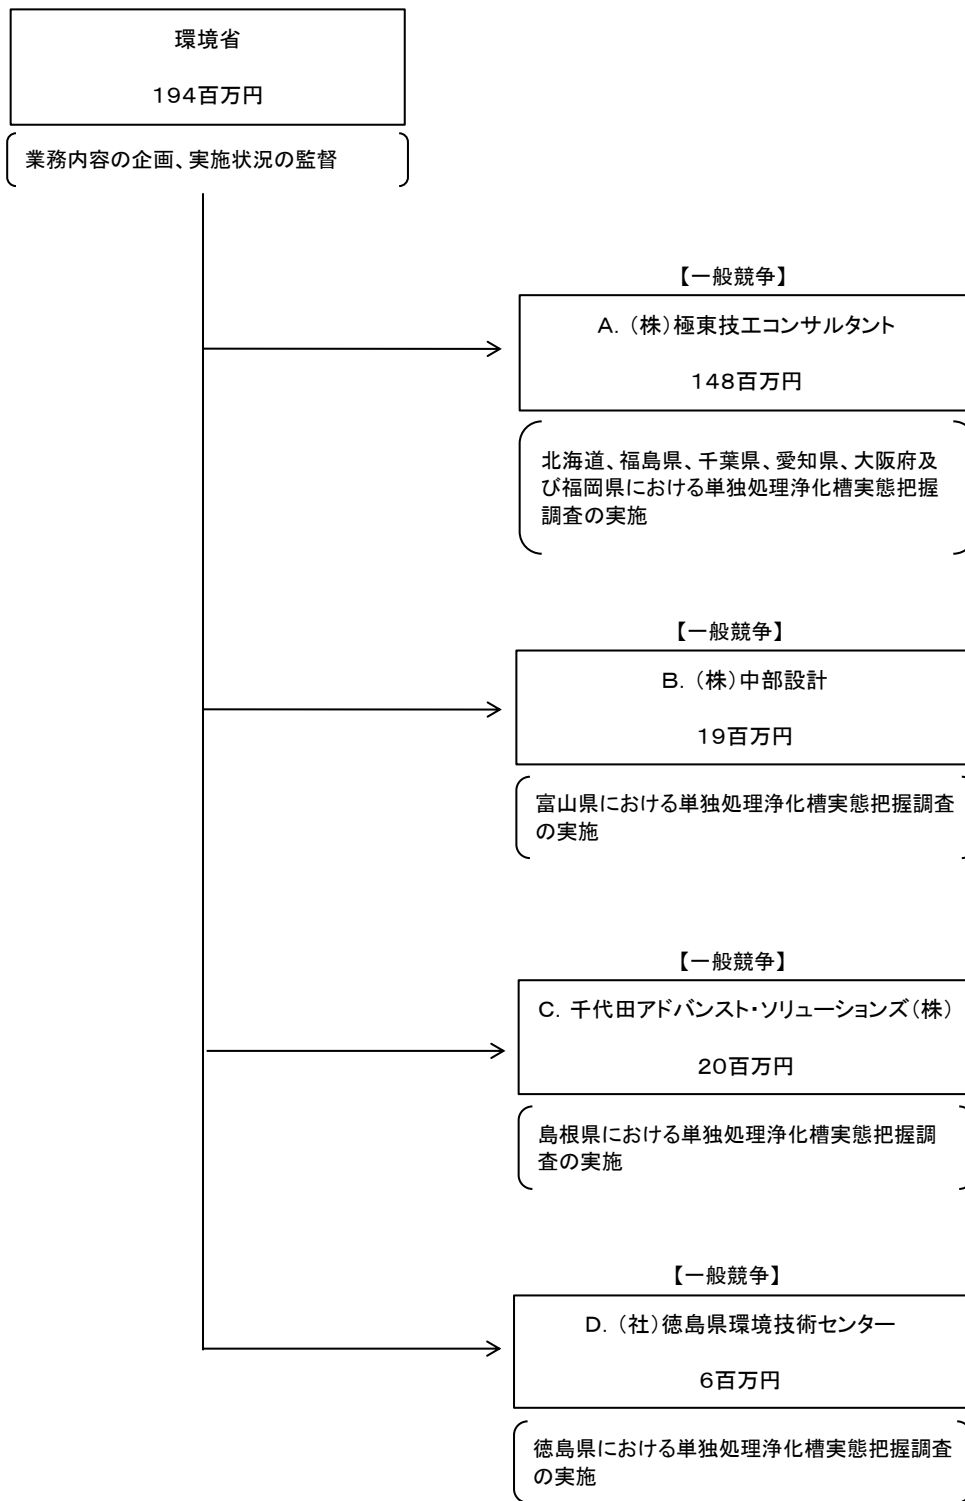 環境省
194百万円
業務内容の企画、実施状況の監督
【一般競争】
A. (株)極東技工コンサルタント
148百万円
北海道、福島県、千葉県、愛知県、大阪府及
び福岡県における単独処理浄化槽実態把握
調査の実施
【一般競争】
B. (株)中部設計
19百万円
富山県における単独処理浄化槽実態把握調査
の実施
【一般競争】
C. 千代田アドバンスト・ソリューションズ(株)
20百万円
島根県における単独処理浄化槽実態把握調
査の実施
【一般競争】
D. (社)徳島県環境技術センター
6百万円
徳島県における単独処理浄化槽実態把握調査
の実施